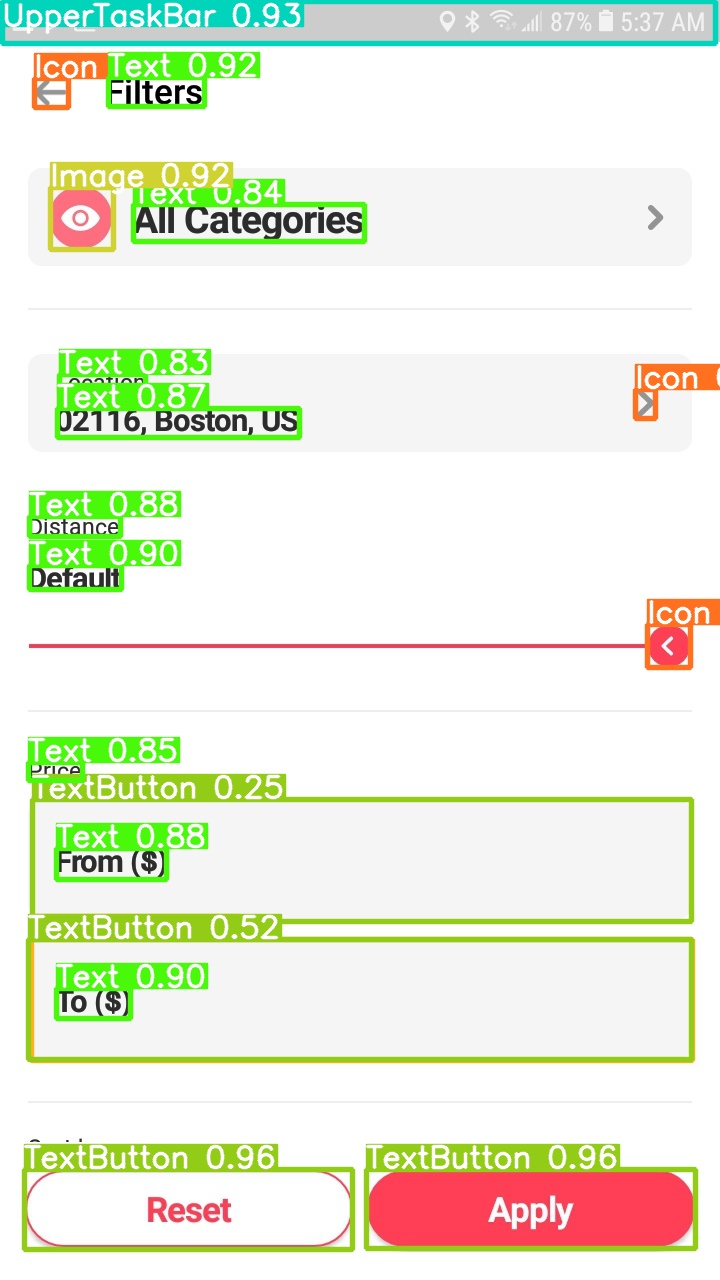 UpperTaskBar 0.93
87% 5:37 AM
Icon
Text 0.92
Filters
Image 0.92
Text 0.84
All Categories
Text 0.83
Location
Icon
Text 0.87
02116, Boston, US
Text 0.88
Distance
Text 0.90
Default
Icon
Text 0.85
Price
TextButton 0.25
Text 0.88
From ($)
TextButton 0.52
Text 0.90
To ($)
TextButton 0.96
TextButton 0.96
Reset
Apply